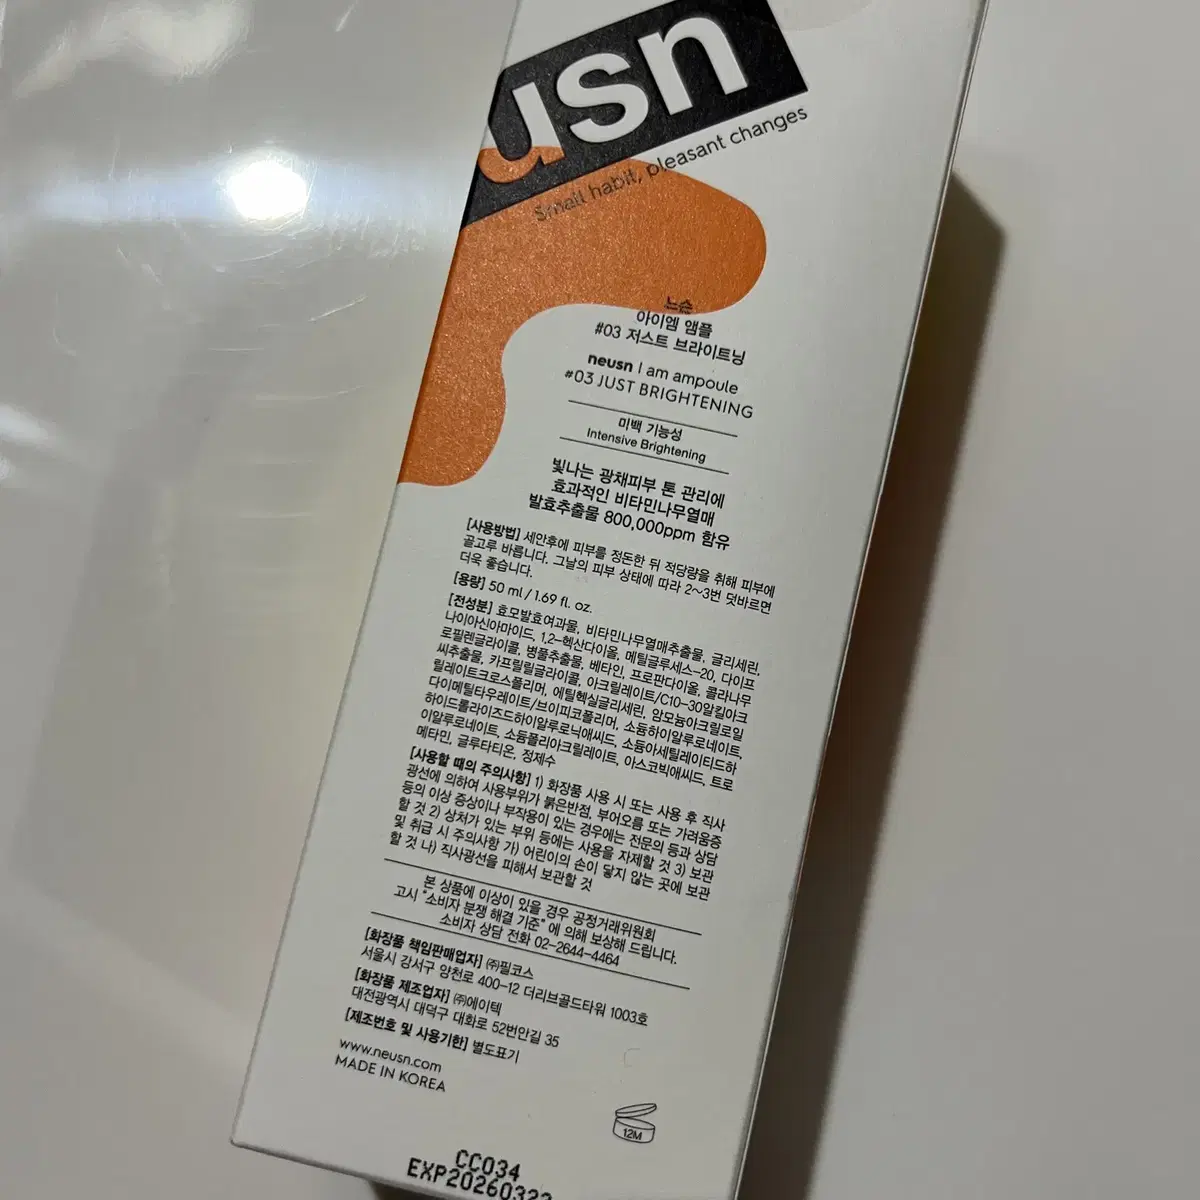 usn
Small habit, pleasant changes
느슨
아이엠 앰플
#03 저스트 브라이트닝
neusn I am ampoule
#03 JUST BRIGHTENING
미백 기능성
Intensive Brightening
빛나는 광채피부 톤 관리에
효과적인 비타민나무열매
발효추출물 800,000ppm 함유
[사용방법] 세안후에 피부를 정돈한 뒤 적당량을 취해 피부에
골고루 바릅니다. 그날의 피부 상태에 따라 2~3번 덧바르면
더욱 좋습니다.
[용량] 50 ml / 1.69 fl. oz.
[전성분] 효모발효여과물, 비타민나무열매추출물, 글리세린,
나이아신아마이드, 1,2-헥산다이올, 메틸글루세스-20, 다이프
로필렌글라이콜, 병풀추출물, 베타인, 프로판다이올, 콜라나무
씨추출물, 카프릴릴글라이콜, 아크릴레이트/C10-30알킬아크
릴레이트크로스폴리머, 에틸헥실글리세린, 암모늄아크릴로일
다이메틸타우레이트/브이피코폴리머, 소듐하이알루로네이트,
하이드롤라이즈드하이알루로닉애씨드, 소듐아세틸레이티드하
이알루로네이트, 소듐폴리아크릴레이트, 아스코빅애씨드, 트로
메타민, 글루타티온, 정제수
[사용할 때의 주의사항] 1) 화장품 사용 시 또는 사용 후 직사
광선에 의하여 사용부위가 붉은반점, 부어오름 또는 가려움증
등의 이상 증상이나 부작용이 있는 경우에는 전문의 등과 상담
할 것 2) 상처가 있는 부위 등에는 사용을 자제할 것 3) 보관
및 취급 시 주의사항 가) 어린이의 손이 닿지 않는 곳에 보관
할 것 나) 직사광선을 피해서 보관할 것
본 상품에 이상이 있을 경우 공정거래위원회
고시 "소비자 분쟁 해결 기준" 에 의해 보상해 드립니다.
소비자 상담 전화 02-2644-4464
[화장품 책임판매업자] ㈜필코스
서울시 강서구 양천로 400-12 더리브골드타워 1003호
[화장품 제조업자] ㈜에이텍
대전광역시 대덕구 대화로 52번안길 35
[제조번호 및 사용기한] 별도표기
www.neusn.com
MADE IN KOREA
12M
CC034
EXP20260322